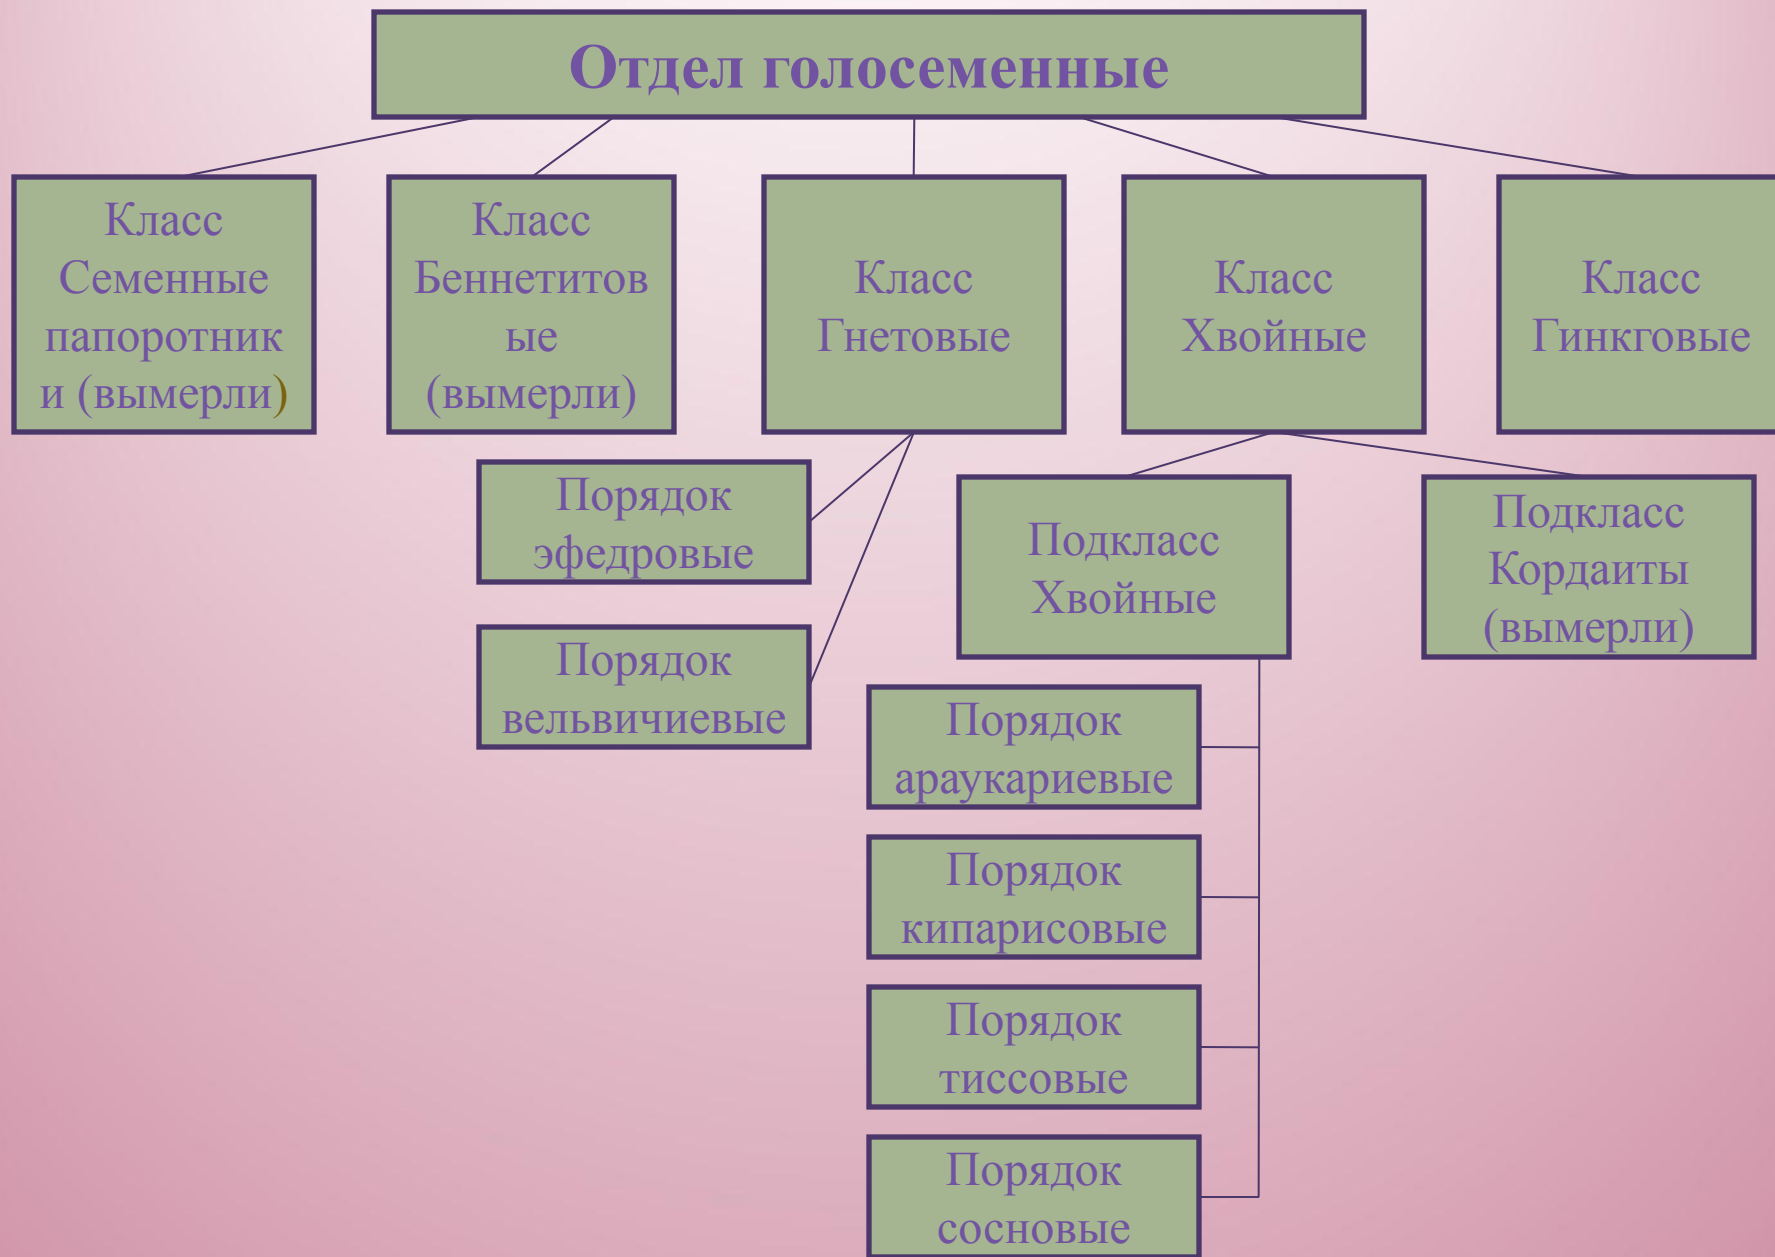 Отдел голосеменные
Класс
Семенные
папоротник
и (вымерли)
Класс
Беннетитов
ые
(вымерли)
Класс
Гнетовые
Класс
Хвойные
Класс
Гинкговые
Порядок
эфедровые
Порядок
вельвичиевые
Подкласс
Хвойные
Подкласс
Кордаиты
(вымерли)
Порядок
араукариевые
Порядок
кипарисовые
Порядок
тиссовые
Порядок
сосновые